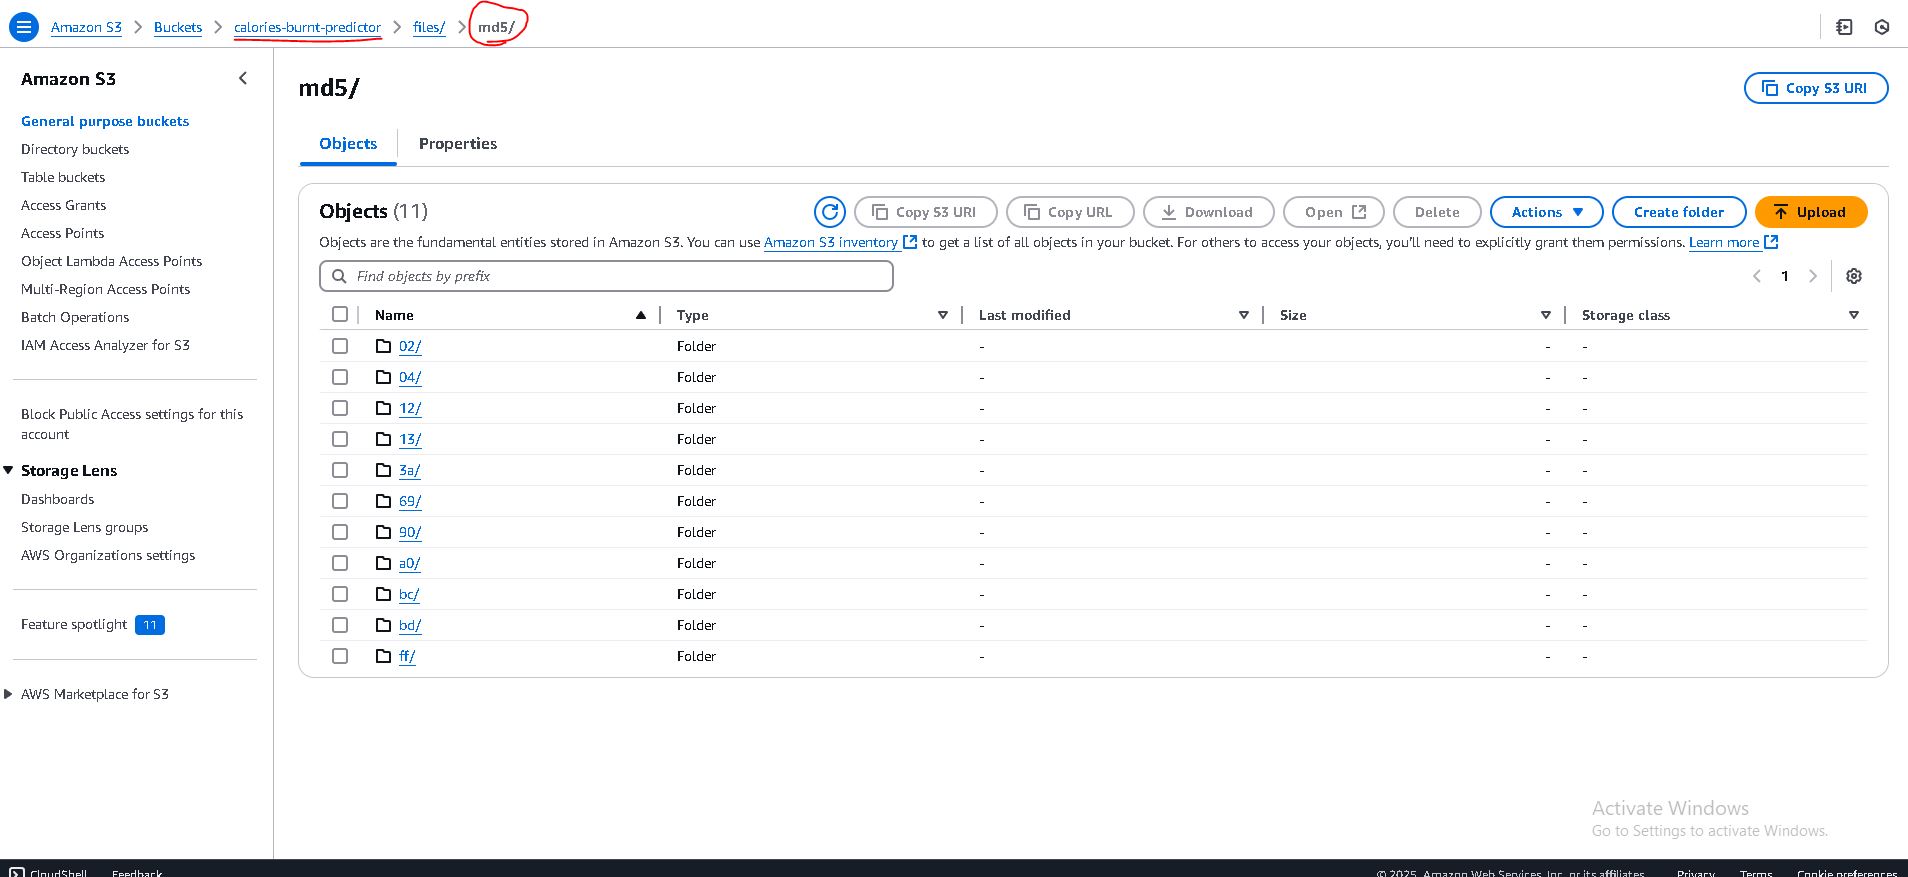 Amazon S3 > Buckets > calories-burnt-predictor > files/ > md5/
Amazon S3
General purpose buckets
Directory buckets
Table buckets
Access Grants
Access Points
Object Lambda Access Points
Multi-Region Access Points
Batch Operations
IAM Access Analyzer for S3
Block Public Access settings for this
account
Storage Lens
Dashboards
Storage Lens groups
AWS Organizations settings
Feature spotlight 11
AWS Marketplace for S3
md5/
Copy S3 URI
Objects Properties
Objects (11)
Copy S3 URI Copy URL Download Open Delete Actions Create folder Upload
Objects are the fundamental entities stored in Amazon S3. You can use Amazon S3 inventory to get a list of all objects in your bucket. For others to access your objects, you'll need to explicitly grant them permissions. Learn more
Find objects by prefix
1
Name Type Last modified Size Storage class
02/ Folder - - -
04/ Folder - - -
12/ Folder - - -
13/ Folder - - -
3a/ Folder - - -
69/ Folder - - -
90/ Folder - - -
a0/ Folder - - -
bc/ Folder - - -
bd/ Folder - - -
ff/ Folder - - -
Activate Windows
Go to Settings to activate Windows.
CloudShell Feedback © 2025, Amazon Web Services, Inc. or its affiliates. Privacy Terms Cookie preferences